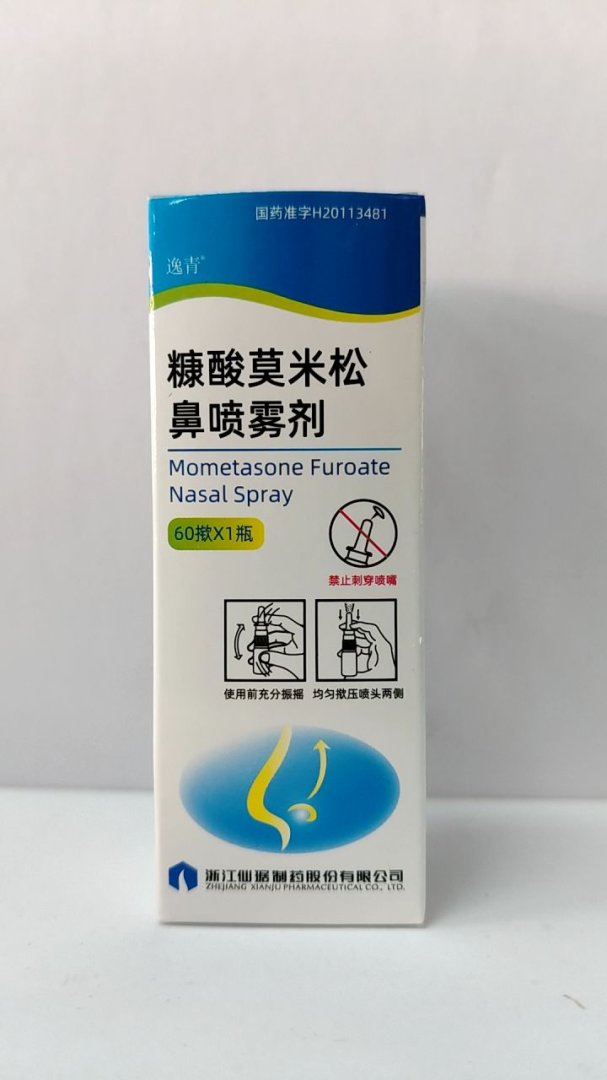 国药准字H20113481
逸青®
糠酸莫米松
鼻喷雾剂
Mometasone Furoate
Nasal Spray
60揿X1瓶
禁止刺穿喷嘴
使用前充分振摇 均匀揿压喷头两侧
浙江仙琚制药股份有限公司
ZHEJIANG XIANJU PHARMACEUTICAL CO., LTD.